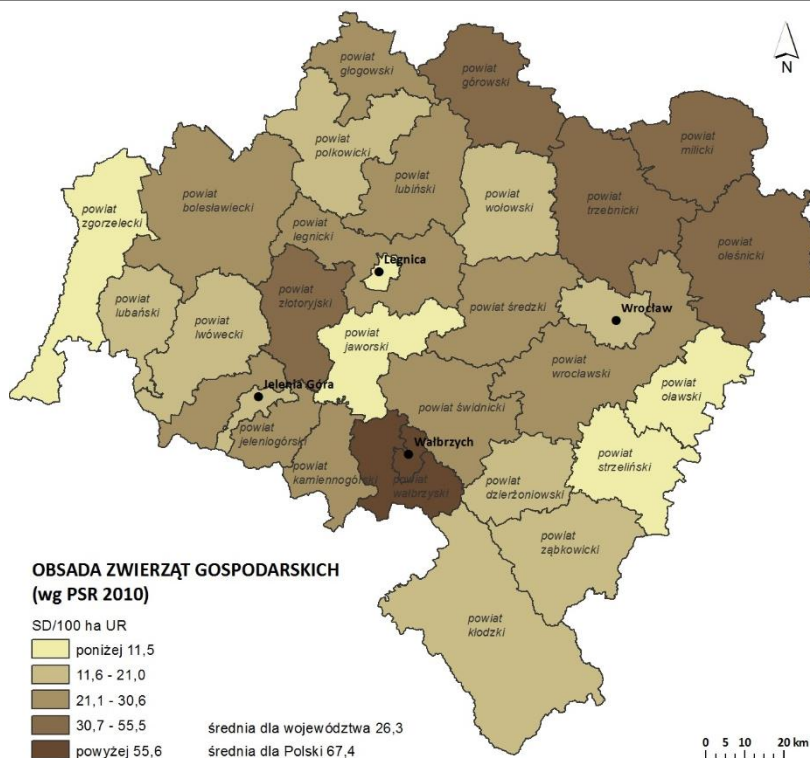 powiat
głogowski
powiat
górowski
N
powiat
polkowicki
powiat
milicki
powiat
lubiński
powiat
wołowski
powiat
trzebnicki
powiat
zgorzelecki
powiat
bolesławiecki
powiat
legnicki
powiat
oleśnicki
Legnica
powiat
złotoryjski
powiat średzki
Wrocław
powiat
lubański
powiat
lwówecki
powiat
jaworski
powiat
wrocławski
powiat
oławski
Jelenia Góra
powiat świdnicki
powiat
jeleniogórski
Wałbrzych
powiat
strzeliński
powiat
kamiennogórski
powiat
wałbrzyski
powiat
dzierżoniowski
powiat
ząbkowicki
powiat
kłodzki
OBSADA ZWIERZĄT GOSPODARSKICH
(wg PSR 2010)
SD/100 ha UR
poniżej 11,5
11,6 - 21,0
21,1 - 30,6
30,7 - 55,5
powyżej 55,6
średnia dla województwa 26,3
średnia dla Polski 67,4
0 5 10 20 km